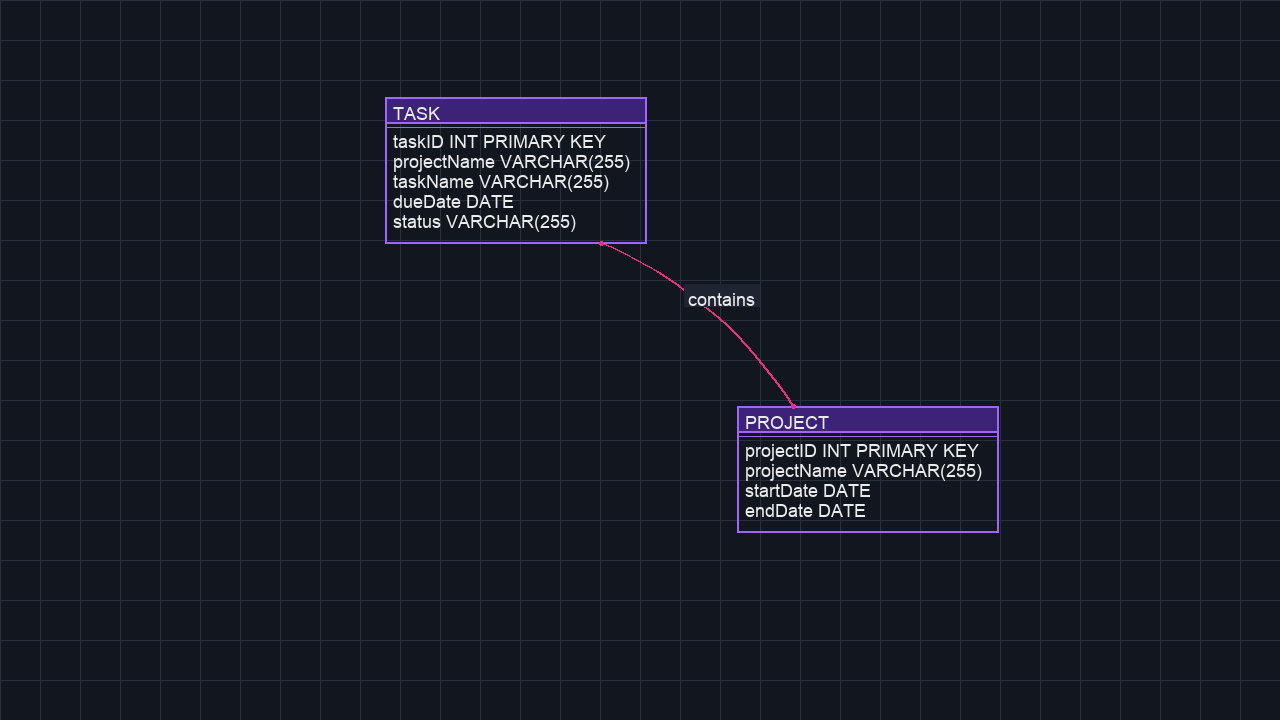 TASK
taskID INT PRIMARY KEY
projectName VARCHAR(255)
taskName VARCHAR(255)
dueDate DATE
status VARCHAR(255)
contains
PROJECT
projectID INT PRIMARY KEY
projectName VARCHAR(255)
startDate DATE
endDate DATE